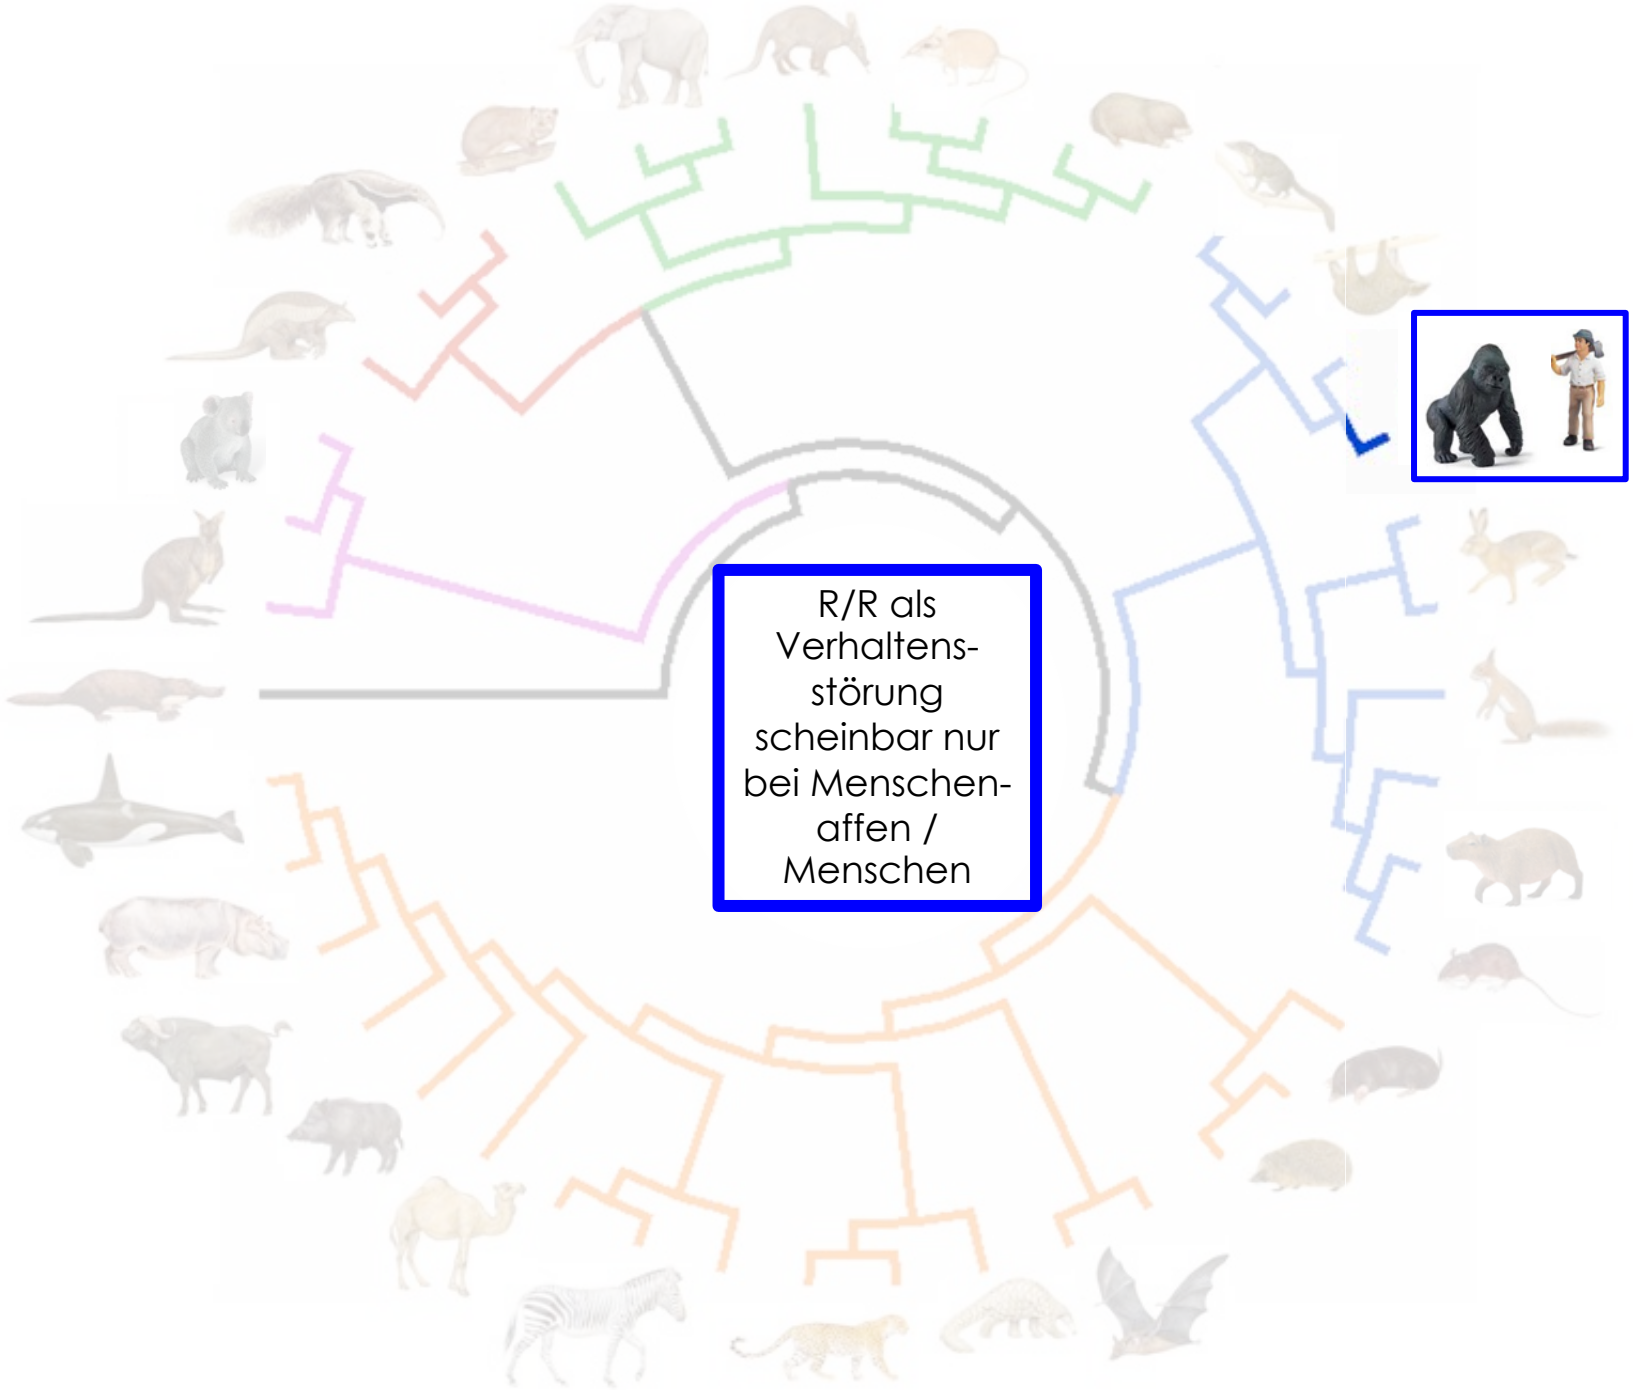 R/R als
Verhaltens-
störung
scheinbar nur
bei Menschen-
affen /
Menschen